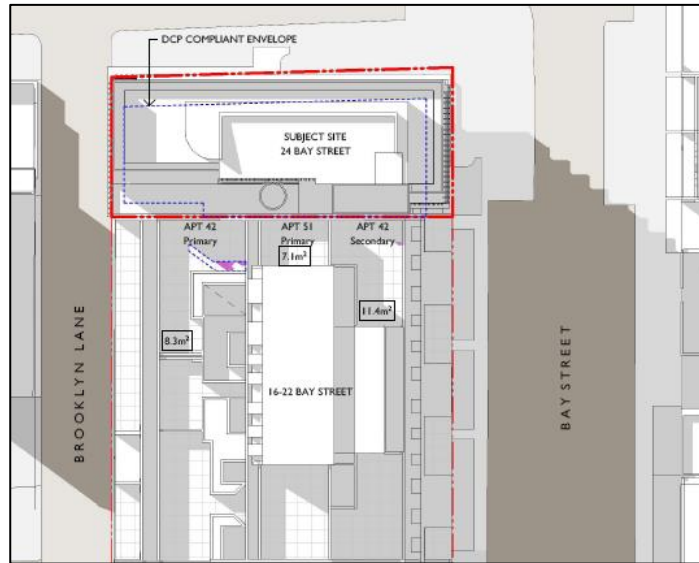 DCP COMPLIANT ENVELOPE
SUBJECT SITE
24 BAY STREET
APT 42
Primary
APT 51
Primary
APT 42
Secondary
7.1m²
8.3m²
11.4m²
16-22 BAY STREET
BROOKLYN LANE
BAY STREET